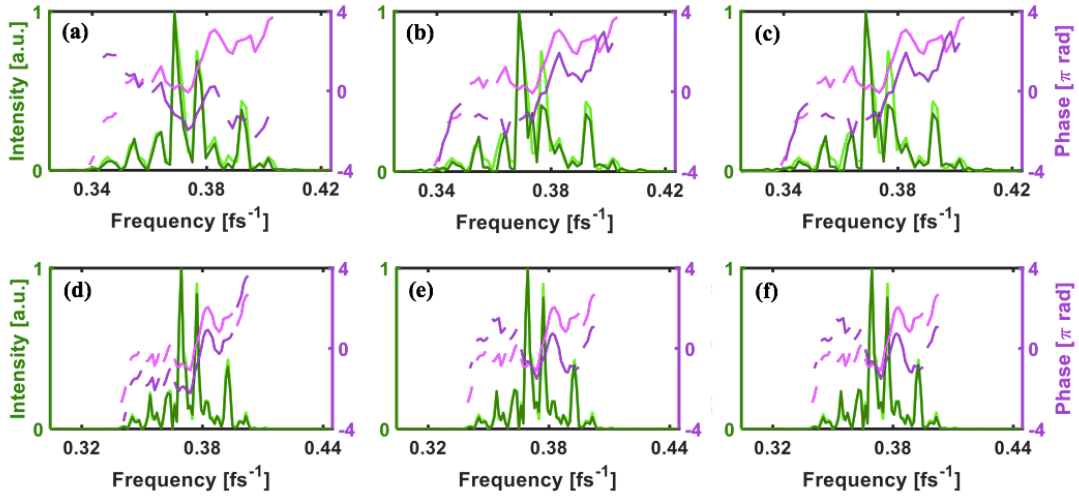 (a) (b) (c)
Intensity [a.u.]
1
0
0.34 0.38 0.42
Frequency [fs⁻¹]
0.34 0.38 0.42
Frequency [fs⁻¹]
0.34 0.38 0.42
Frequency [fs⁻¹]
4
0
-4
Phase [π rad]
1
0
4
0
-4
1
0
4
0
-4
(d) (e) (f)
Intensity [a.u.]
1
0
0.32 0.38 0.44
Frequency [fs⁻¹]
0.32 0.38 0.44
Frequency [fs⁻¹]
0.32 0.38 0.44
Frequency [fs⁻¹]
4
0
-4
Phase [π rad]
1
0
4
0
-4
1
0
4
0
-4